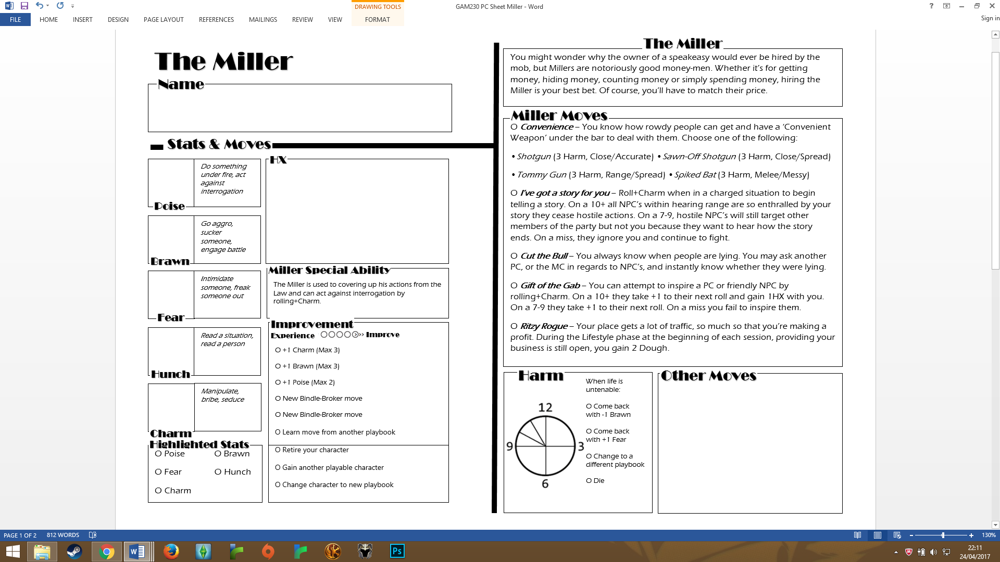 DRAWING TOOLS
GAM230 PC Sheet Miller - Word
?
FILE HOME INSERT DESIGN PAGE LAYOUT REFERENCES MAILINGS REVIEW VIEW FORMAT
Sign in
The Miller
Name
Stats & Moves
Poise
Do something
under fire, act
against
interrogation
Brawn
Go aggro,
sucker
someone,
engage battle
Fear
Intimidate
someone, freak
someone out
Hunch
Read a situation,
read a person
Charm
Manipulate,
bribe, seduce
Highlighted Stats
O Poise O Brawn
O Fear O Hunch
O Charm
HX
Miller Special Ability
The Miller is used to covering up his actions from the
Law and can act against interrogation by
rolling+Charm.
Improvement
Experience >> Improve
O +1 Charm (Max 3)
O +1 Brawn (Max 3)
O +1 Poise (Max 2)
O New Bindle-Broker move
O New Bindle-Broker move
O Learn move from another playbook
O Retire your character
O Gain another playable character
O Change character to new playbook
The Miller
You might wonder why the owner of a speakeasy would ever be hired by the
mob, but Millers are notoriously good money-men. Whether it's for getting
money, hiding money, counting money or simply spending money, hiring the
Miller is your best bet. Of course, you'll have to match their price.
Miller Moves
O Convenience – You know how rowdy people can get and have a 'Convenient
Weapon' under the bar to deal with them. Choose one of the following:
• Shotgun (3 Harm, Close/Accurate) • Sawn-Off Shotgun (3 Harm, Close/Spread)
• Tommy Gun (3 Harm, Range/Spread) • Spiked Bat (3 Harm, Melee/Messy)
O I've got a story for you – Roll+Charm when in a charged situation to begin
telling a story. On a 10+ all NPC's within hearing range are so enthralled by your
story they cease hostile actions. On a 7-9, hostile NPC's will still target other
members of the party but not you because they want to hear how the story
ends. On a miss, they ignore you and continue to fight.
O Cut the Bull – You always know when people are lying. You may ask another
PC, or the MC in regards to NPC's, and instantly know whether they were lying.
O Gift of the Gab – You can attempt to inspire a PC or friendly NPC by
rolling+Charm. On a 10+ they take +1 to their next roll and gain 1HX with you.
On a 7-9 they take +1 to their next roll. On a miss you fail to inspire them.
O Ritzy Rogue – Your place gets a lot of traffic, so much so that you're making a
profit. During the Lifestyle phase at the beginning of each session, providing your
business is still open, you gain 2 Dough.
Harm
12
9 3
6
When life is
untenable:
O Come back
with -1 Brawn
O Come back
with +1 Fear
O Change to a
different playbook
O Die
Other Moves
PAGE 1 OF 2 812 WORDS 130%
Ps
22:11
24/04/2017